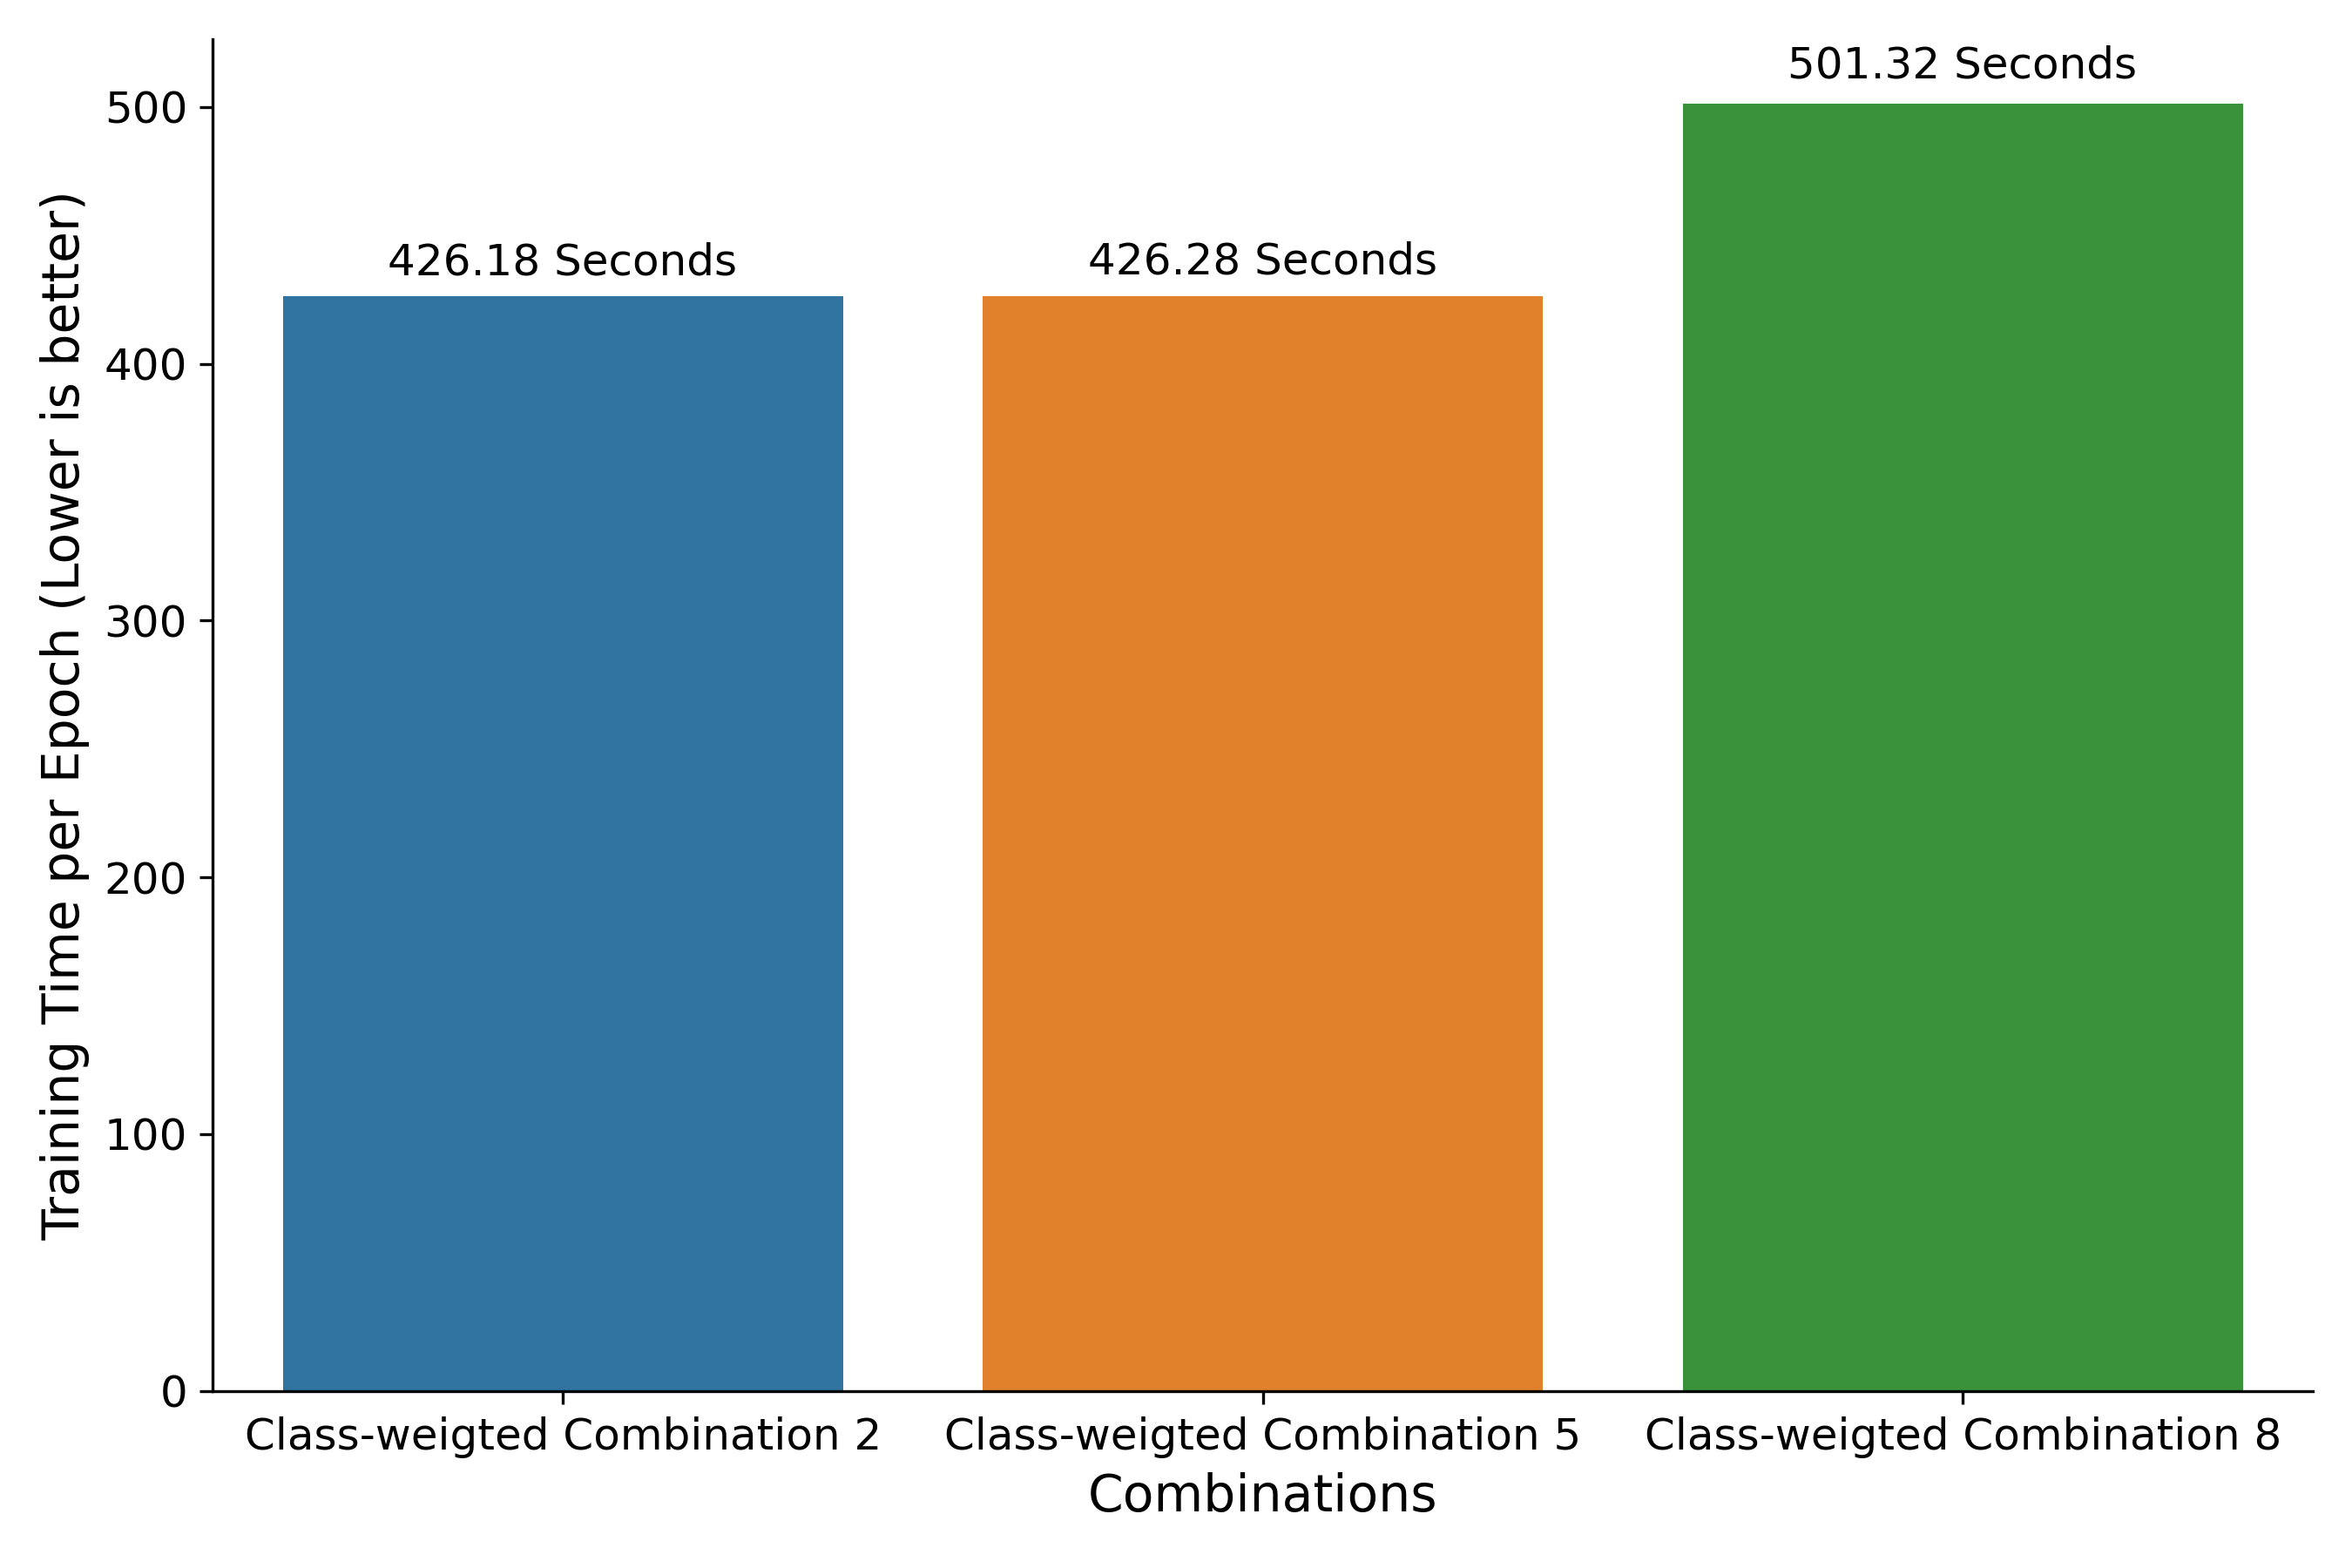 501.32 Seconds
426.18 Seconds
426.28 Seconds
Training Time per Epoch (Lower is better)
500
400
300
200
100
0
Class-weigted Combination 2
Class-weigted Combination 5
Class-weigted Combination 8
Combinations